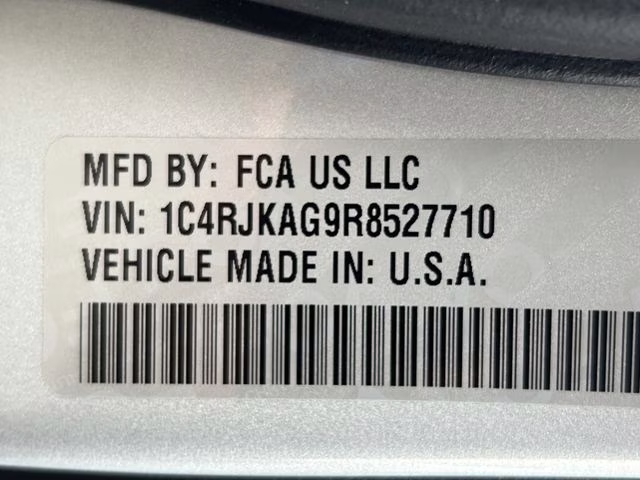 MFD BY: FCA US LLC
VIN: 1C4RJKAG9R8527710
VEHICLE MADE IN: U.S.A.